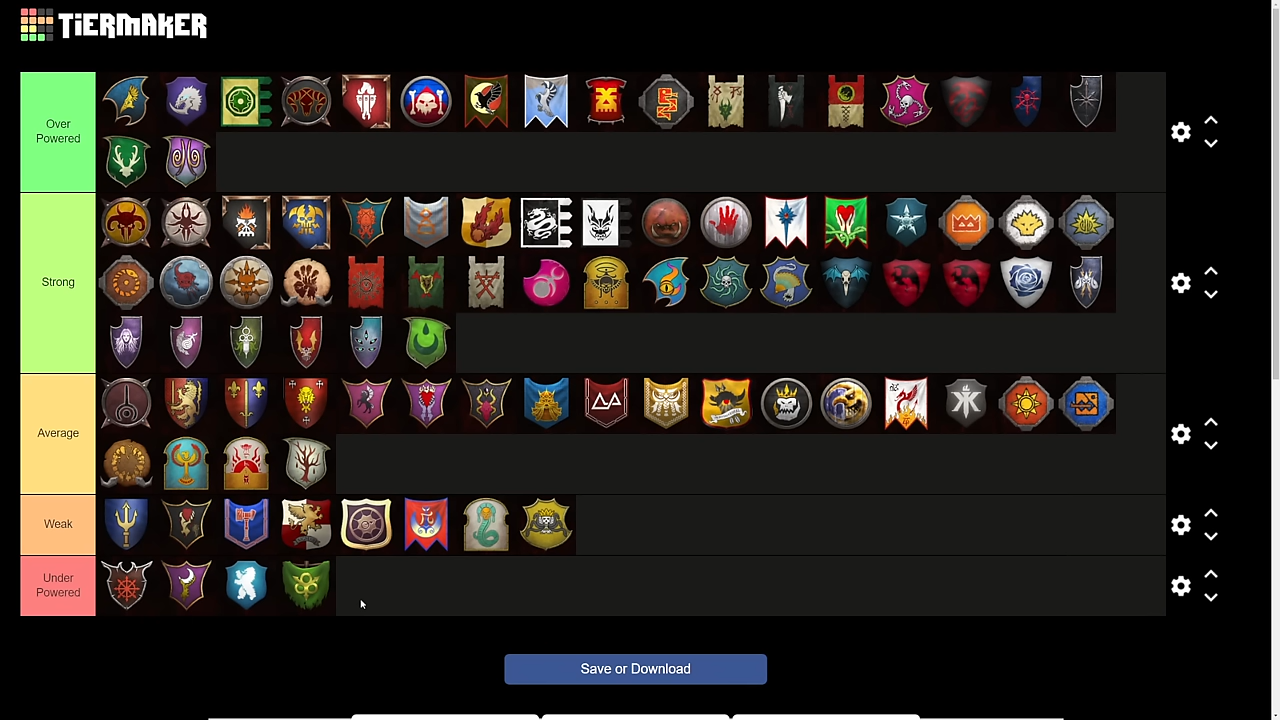 TIERMAKER
Over
Powered
Strong
Average
Weak
Under
Powered
Save or Download